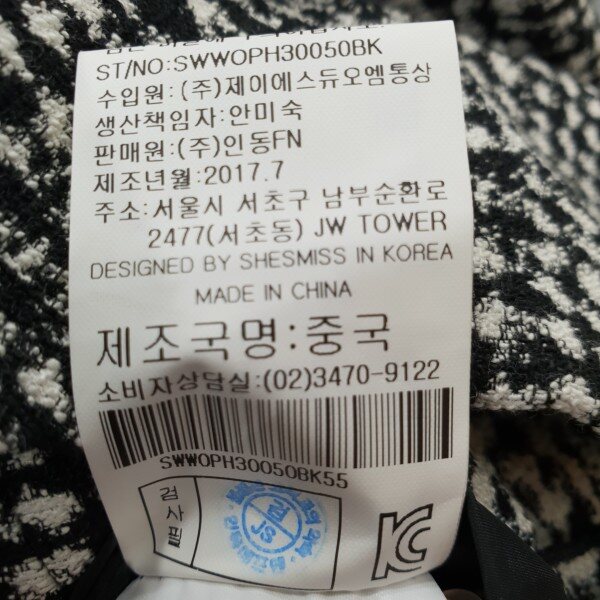 ST/NO:SWWOPH30050BK
수입원:(주)제이에스듀오엠통상
생산책임자:안미숙
판매원:(주)인동FN
제조년월:2017.7
주소:서울시 서초구 남부순환로
2477(서초동) JW TOWER
DESIGNED BY SHESMISS IN KOREA
MADE IN CHINA
제조국명:중국
소비자상담실:(02)3470-9122
SWWOPH30050BK55
검사필